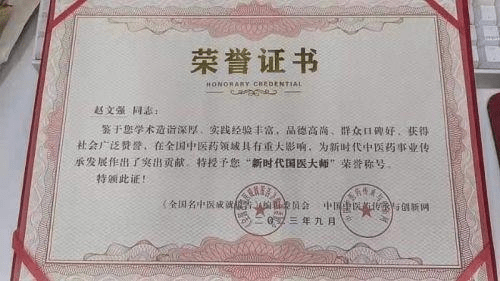 荣誉证书
HONORARY CREDENTIAL
赵文强 同志：
鉴于您学术造诣深厚、实践经验丰富，品德高尚、群众口碑好、获得
社会广泛赞誉，在全国中医药领域具有重大影响，为新时代中医药事业传
承发展作出了突出贡献。特授予您“新时代国医大师”荣誉称号。
特颁此证！
《全国名中医成就报告》编辑委员会 中国中医药传承与创新网
二〇二三年九月